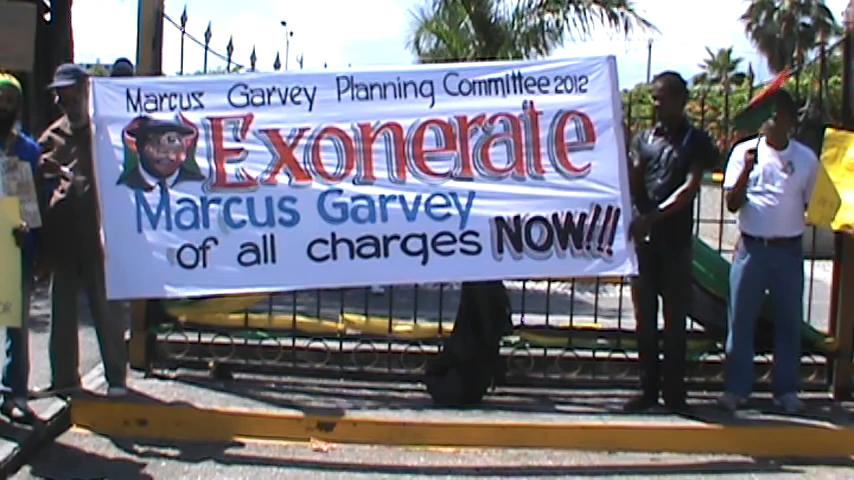 Marcus Garvey Planning Committee 2012
Exonerate
Marcus Garvey
of all charges NOW!!!